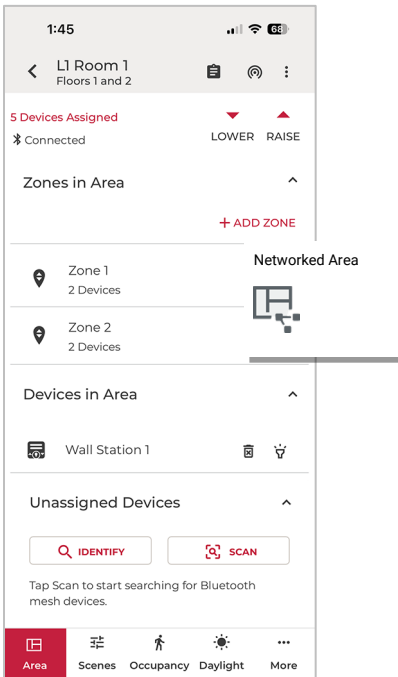 1:45
68
L1 Room 1
Floors 1 and 2
5 Devices Assigned
Connected
LOWER RAISE
Zones in Area
+ ADD ZONE
Networked Area
Zone 1
2 Devices
Zone 2
2 Devices
Devices in Area
Wall Station 1
Unassigned Devices
IDENTIFY SCAN
Tap Scan to start searching for Bluetooth
mesh devices.
Area Scenes Occupancy Daylight More